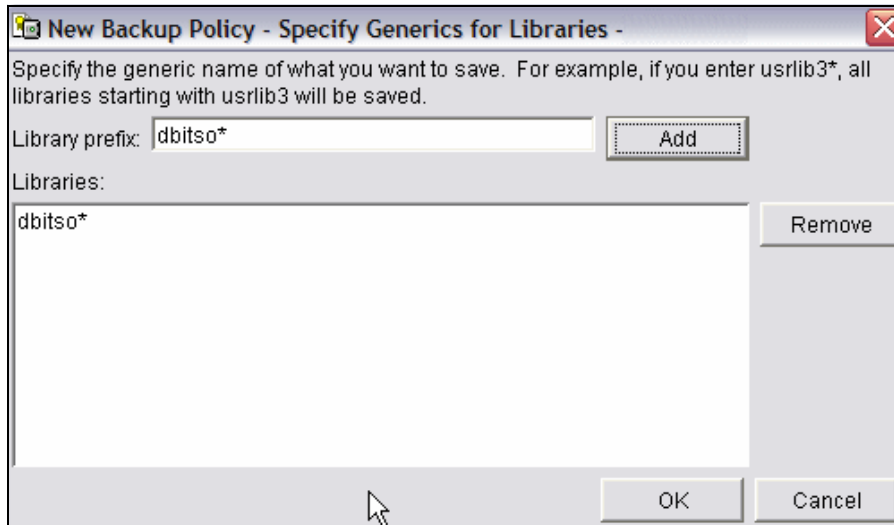 New Backup Policy - Specify Generics for Libraries -
Specify the generic name of what you want to save. For example, if you enter usrlib3*, all
libraries starting with usrlib3 will be saved.
Library prefix: dbitso* Add
Libraries:
dbitso*
Remove
OK Cancel